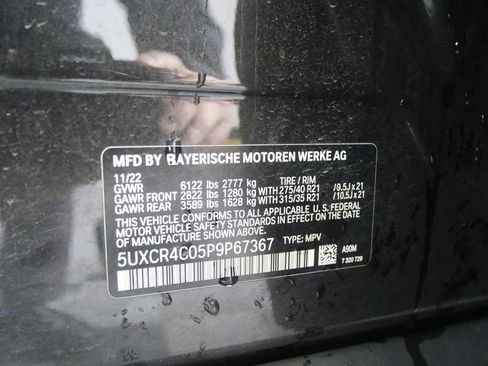 MFD BY BAYERISCHE MOTOREN WERKE AG
11/22 TIRE / RIM
GVWR 6122 lbs 2777 kg
GAWR FRONT 2822 lbs 1280 kg WITH 275/40 R21 /9.5J x 21
GAWR REAR 3589 lbs 1628 kg WITH 315/35 R21 /10.5J x 21
THIS VEHICLE CONFORMS TO ALL APPLICABLE U.S. FEDERAL
MOTOR VEHICLE SAFETY STANDARDS IN EFFECT ON THE DATE OF
MANUFACTURE SHOWN ABOVE.
5UXCR4C05P9P67367 TYPE: MPV A90M
7 320 729